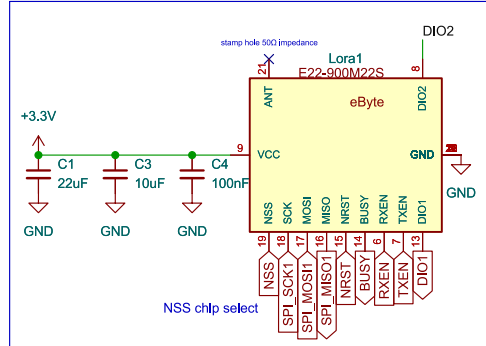 DIO2
stamp hole 50Ω impedance
Lora1
E22-900M22S
21
8
ANT
eByte
DIO2
+3.3V
9
VCC
GND
C1
22uF
C3
10uF
C4
100nF
GND
GND
GND
GND
NSS
SCK
MOSI
MISO
NRST
BUSY
RXEN
TXEN
DIO1
19
18
17
16
15
14
6
7
13
NSS
SPI_SCK1
SPI_MOSI1
SPI_MISO1
NRST
BUSY
RXEN
TXEN
DIO1
NSS chip select